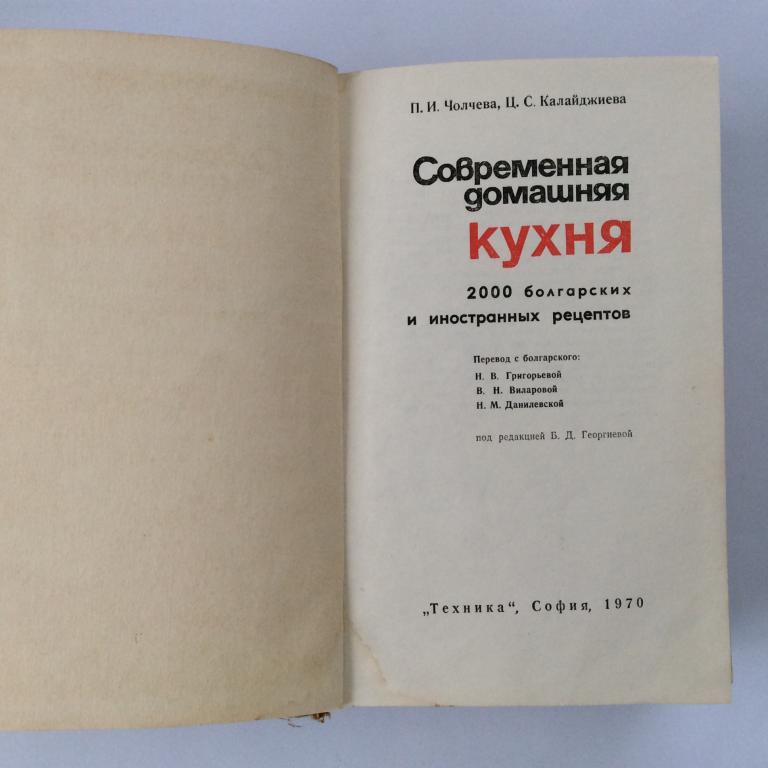 П. И. Чолчева, Ц. С. Калайджиева
Современная
домашняя
кухня
2000 болгарских
и иностранных рецептов
Перевод с болгарского:
Н. В. Григорьевой
В. Н. Виларовой
Н. М. Данилевской
под редакцией Б. Д. Георгиевой
„Техника“, София, 1970